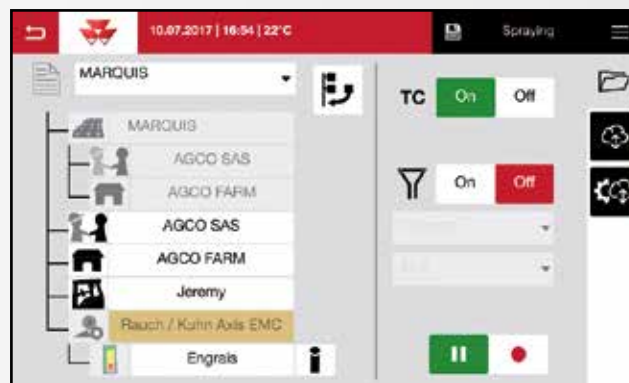 10.07.2017 | 16:54 | 22°C
Spraying
MARQUIS
TC On Off
MARQUIS
AGCO SAS
AGCO FARM
On Off
AGCO SAS
AGCO FARM
Jeremy
Rauch / Kuhn Axis EMC
Engrais